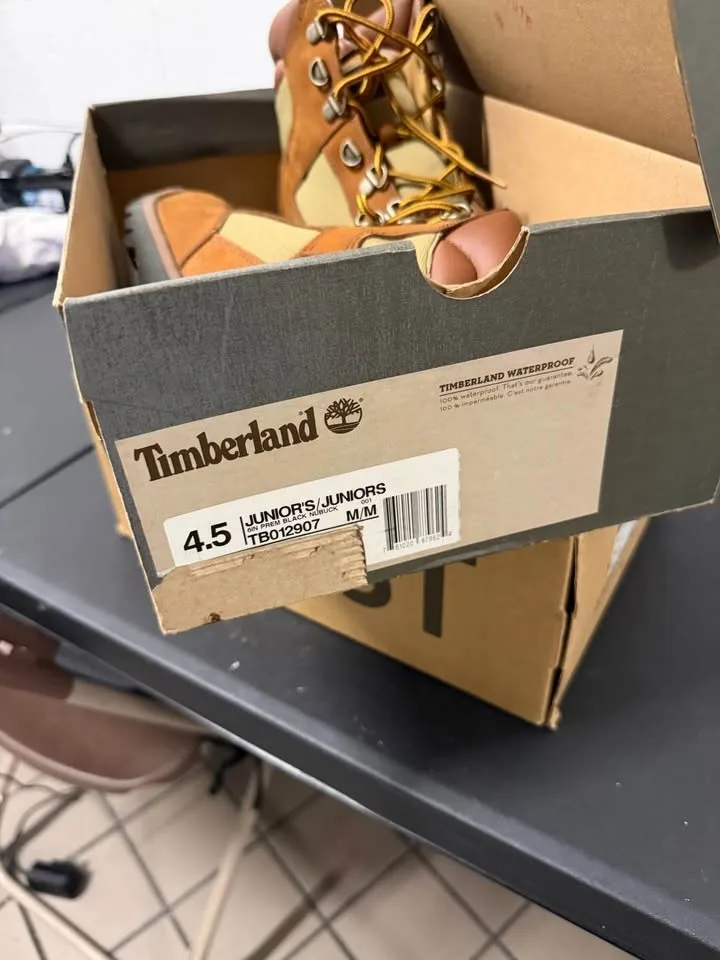 TIMBERLAND WATERPROOF
100% waterproof. That's our guarantee.
100 % imperméable. C'est notre garantie.
Timberland®
4.5
JUNIOR'S/JUNIORS
6IN PREM BLACK NUBUCK 001
TB012907 M/M